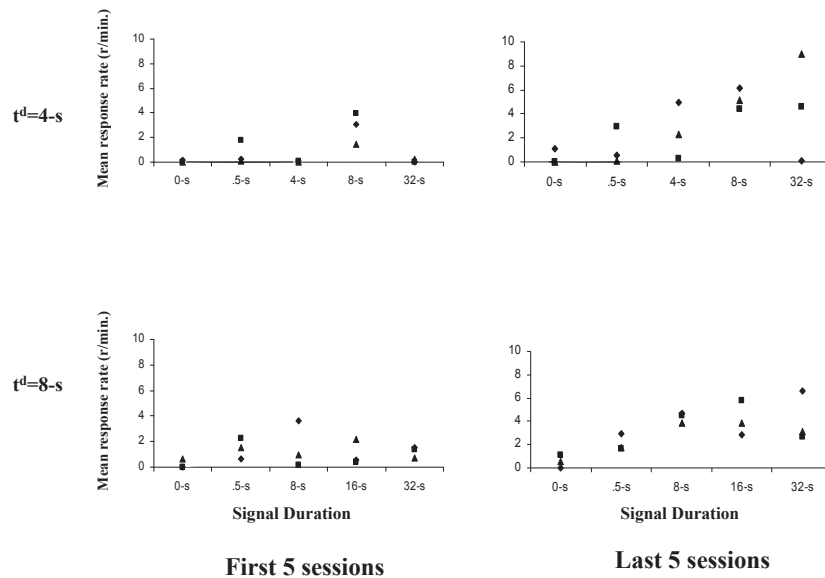 Mean response rate (r/min.)
tᵈ=4-s
10
8
6
4
2
0
0-s .5-s 4-s 8-s 32-s
10
8
6
4
2
0
0-s .5-s 4-s 8-s 32-s
Mean response rate (r/min.)
tᵈ=8-s
10
8
6
4
2
0
0-s .5-s 8-s 16-s 32-s
Signal Duration
First 5 sessions
10
8
6
4
2
0
0-s .5-s 8-s 16-s 32-s
Signal Duration
Last 5 sessions